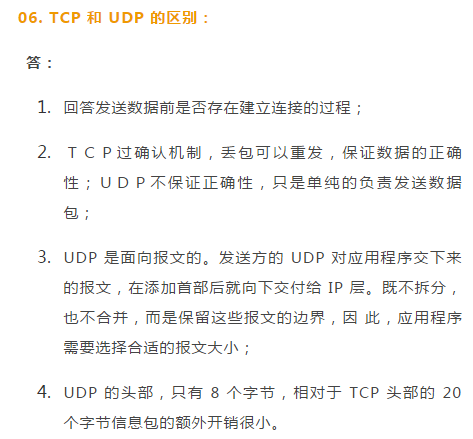 06. TCP 和 UDP 的区别：
答：
1. 回答发送数据前是否存在建立连接的过程；
2. ＴＣＰ过确认机制，丢包可以重发，保证数据的正确
性；ＵＤＰ不保证正确性，只是单纯的负责发送数据
包；
3. UDP 是面向报文的。发送方的 UDP 对应用程序交下来
的报文，在添加首部后就向下交付给 IP 层。既不拆分，
也不合并，而是保留这些报文的边界，因 此，应用程序
需要选择合适的报文大小；
4. UDP 的头部，只有 8 个字节，相对于 TCP 头部的 20
个字节信息包的额外开销很小。